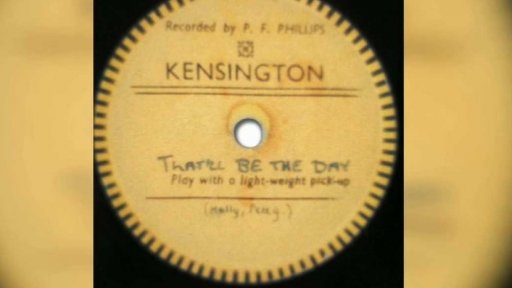 Recorded by P. F. PHILLIPS
KENSINGTON
THAT'LL BE THE DAY
Play with a light-weight pick-up
(Holly, Petty.)